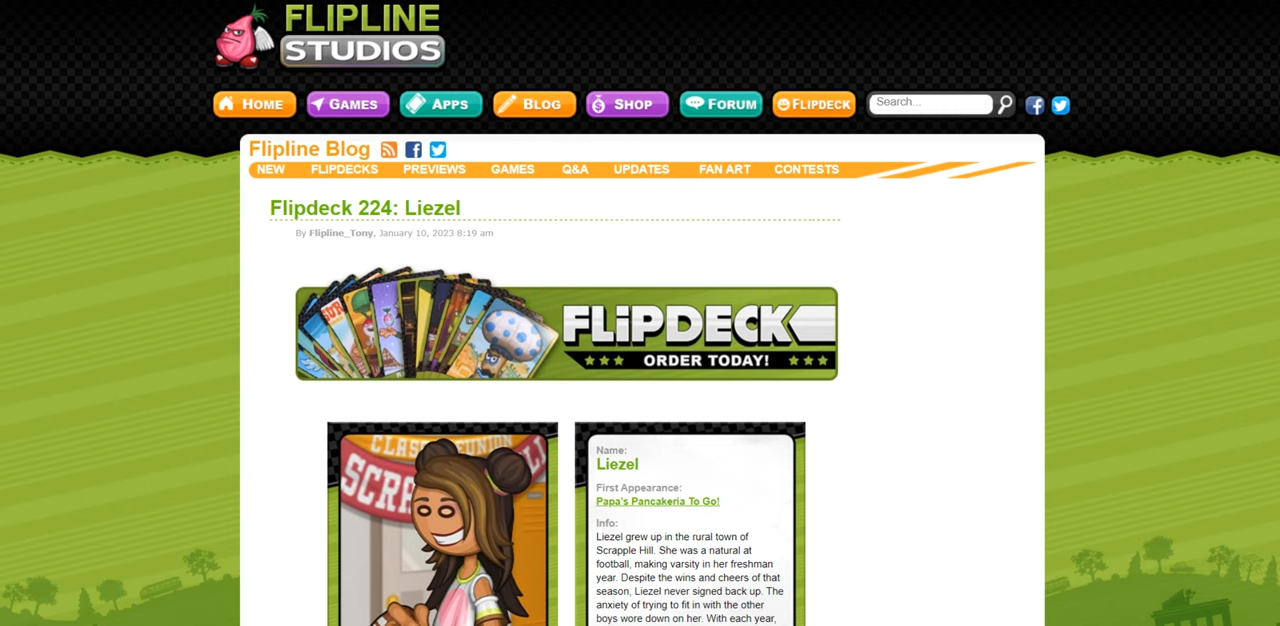 FLIPLINE
STUDIOS
HOME GAMES APPS BLOG SHOP FORUM FLIPDECK Search...
Flipline Blog
NEW FLIPDECKS PREVIEWS GAMES Q&A UPDATES FAN ART CONTESTS
Flipdeck 224: Liezel
By Flipline_Tony, January 10, 2023 8:19 am
FLiPDECK
ORDER TODAY!
Name:
Liezel
First Appearance:
Papa's Pancakeria To Go!
Info:
Liezel grew up in the rural town of
Scrapple Hill. She was a natural at
football, making varsity in her freshman
year. Despite the wins and cheers of that
season, Liezel never signed back up. The
anxiety of trying to fit in with the other
boys wore down on her. With each year,